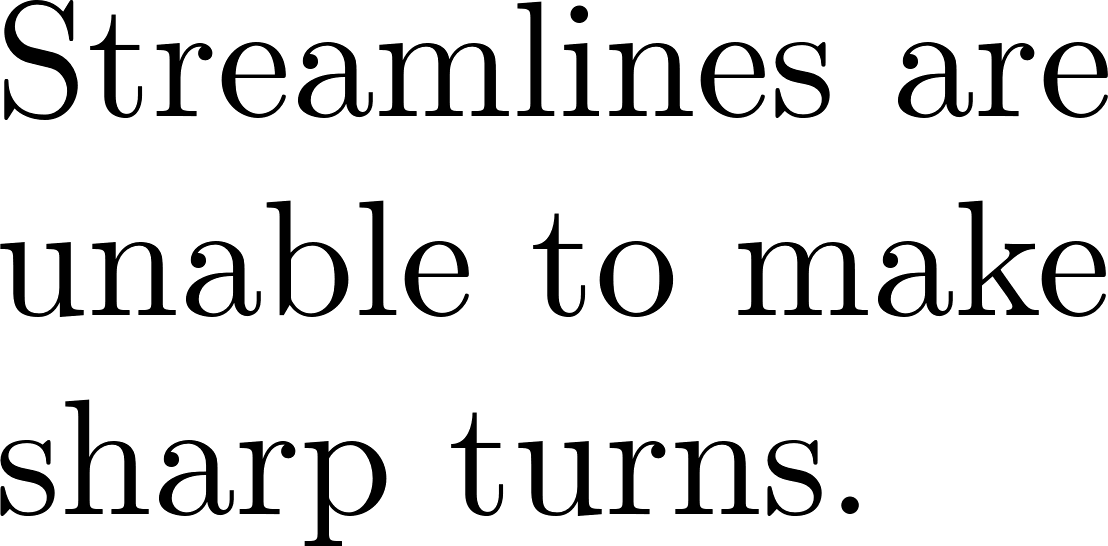 Streamlines are
unable to make
sharp turns.